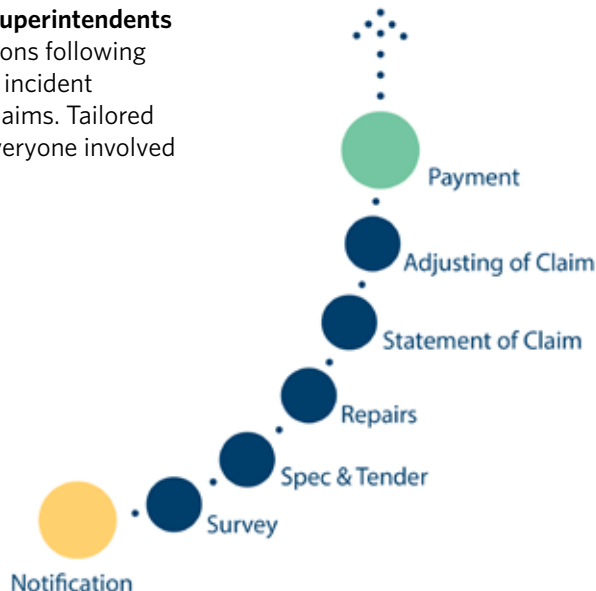 uperintendents
ons following
incident
aims. Tailored
veryone involved
Payment
Adjusting of Claim
Statement of Claim
Repairs
Spec & Tender
Survey
Notification